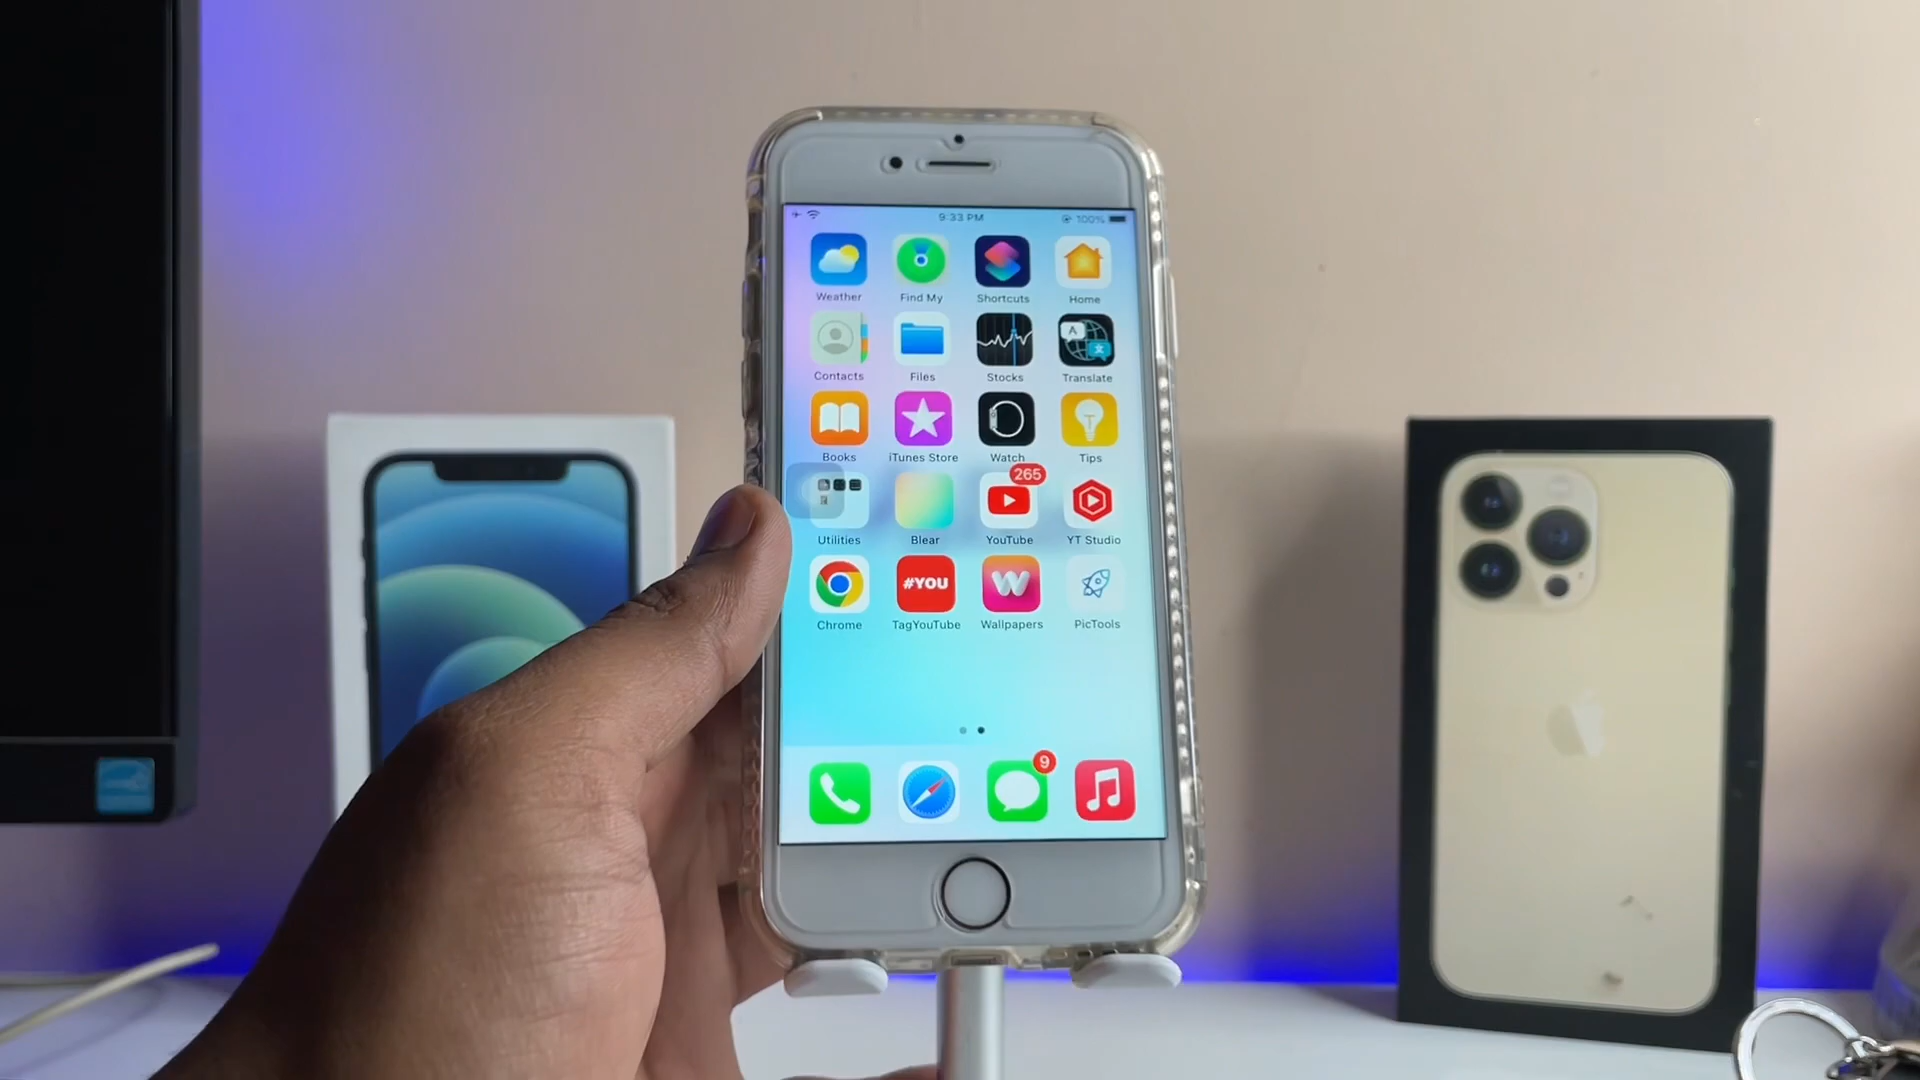 9:33 PM 100%
Weather Find My Shortcuts Home
Contacts Files Stocks Translate
Books iTunes Store Watch Tips
265
Utilities Blear YouTube YT Studio
#YOU
Chrome TagYouTube Wallpapers PicTools
9